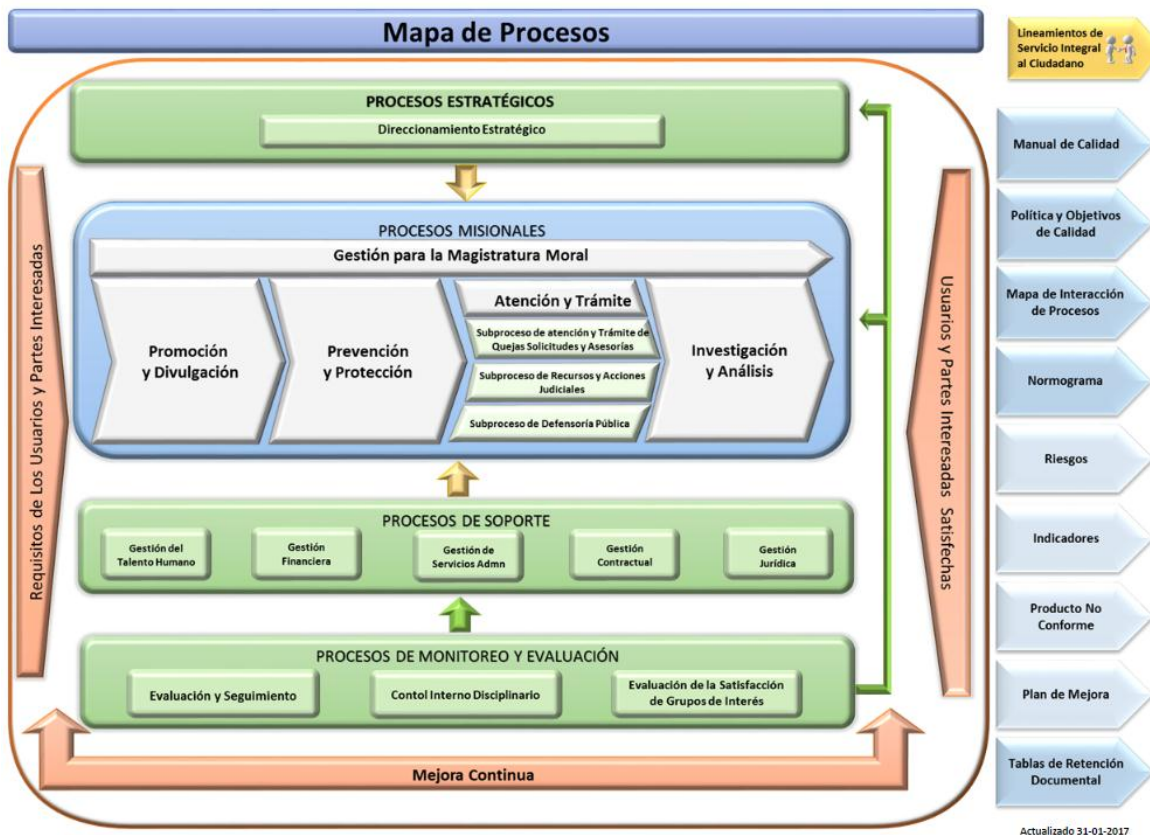 Mapa de Procesos
Lineamientos de
Servicio Integral
al Ciudadano
PROCESOS ESTRATÉGICOS
Direccionamiento Estratégico
Requisitos de Los Usuarios y Partes Interesadas
PROCESOS MISIONALES
Gestión para la Magistratura Moral
Promoción
y Divulgación
Prevención
y Protección
Atención y Trámite
Subproceso de atención y Trámite de
Quejas Solicitudes y Asesorías
Subproceso de Recursos y Acciones
Judiciales
Subproceso de Defensoría Pública
Investigación
y Análisis
PROCESOS DE SOPORTE
Gestión del
Talento Humano
Gestión
Financiera
Gestión de
Servicios Admn
Gestión
Contractual
Gestión
Jurídica
PROCESOS DE MONITOREO Y EVALUACIÓN
Evaluación y Seguimiento
Contol Interno Disciplinario
Evaluación de la Satisfacción
de Grupos de Interés
Usuarios y Partes Interesadas Satisfechas
Mejora Continua
Manual de Calidad
Política y Objetivos
de Calidad
Mapa de Interacción
de Procesos
Normograma
Riesgos
Indicadores
Producto No
Conforme
Plan de Mejora
Tablas de Retención
Documental
Actualizado 31-01-2017